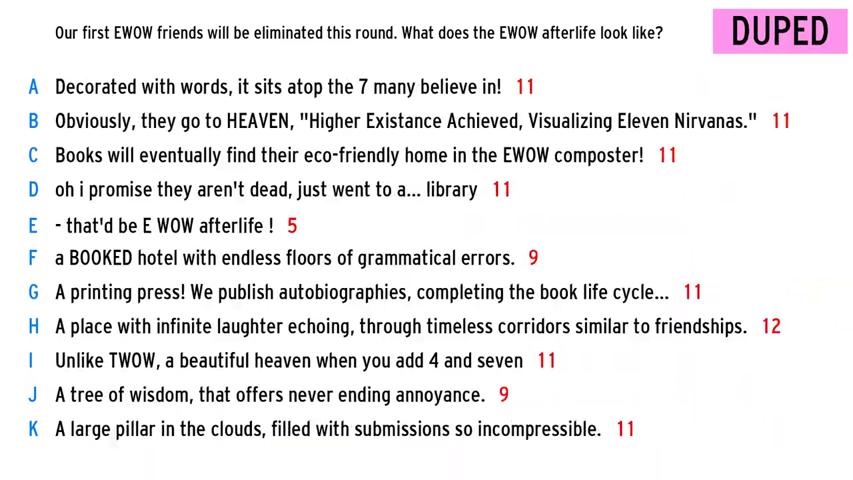 Our first EWOW friends will be eliminated this round. What does the EWOW afterlife look like?
DUPED
A Decorated with words, it sits atop the 7 many believe in! 11
B Obviously, they go to HEAVEN, "Higher Existance Achieved, Visualizing Eleven Nirvanas." 11
C Books will eventually find their eco-friendly home in the EWOW composter! 11
D oh i promise they aren't dead, just went to a... library 11
E - that'd be E WOW afterlife ! 5
F a BOOKED hotel with endless floors of grammatical errors. 9
G A printing press! We publish autobiographies, completing the book life cycle... 11
H A place with infinite laughter echoing, through timeless corridors similar to friendships. 12
I Unlike TWOW, a beautiful heaven when you add 4 and seven 11
J A tree of wisdom, that offers never ending annoyance. 9
K A large pillar in the clouds, filled with submissions so incompressible. 11